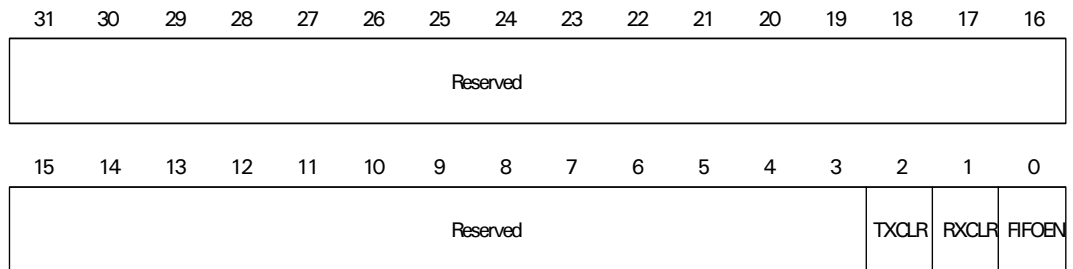 31 30 29 28 27 26 25 24 23 22 21 20 19 18 17 16
Reserved
15 14 13 12 11 10 9 8 7 6 5 4 3 2 1 0
Reserved TXCLR RXCLR FIFOEN